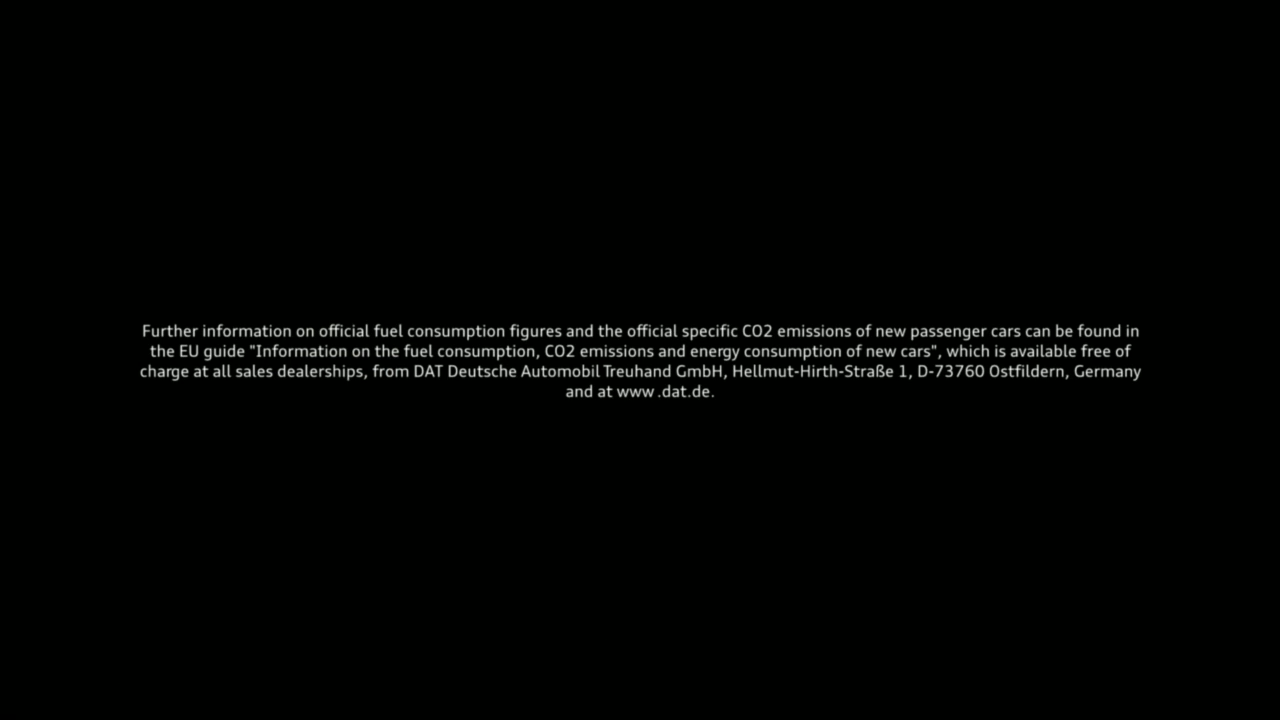 Further information on official fuel consumption figures and the official specific CO2 emissions of new passenger cars can be found in
the EU guide "Information on the fuel consumption, CO2 emissions and energy consumption of new cars", which is available free of
charge at all sales dealerships, from DAT Deutsche Automobil Treuhand GmbH, Hellmut-Hirth-Straße 1, D-73760 Ostfildern, Germany
and at www.dat.de.